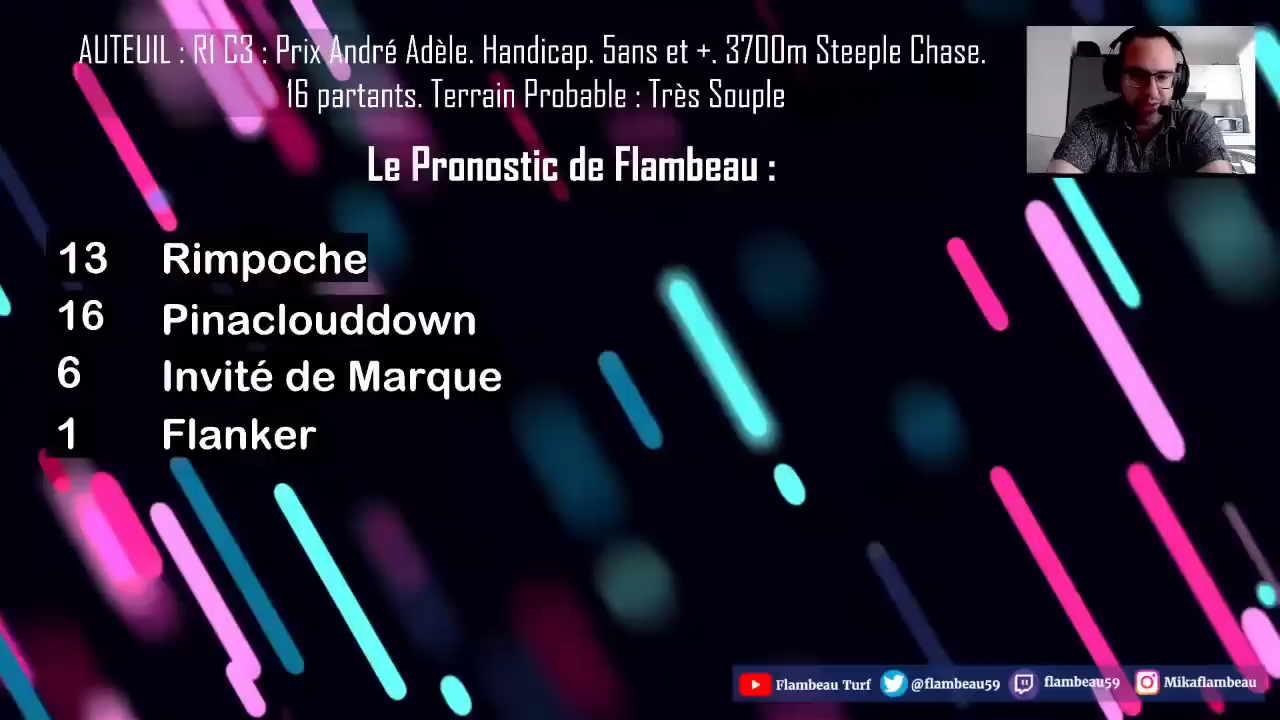 AUTEUIL : R1 C3 : Prix André Adèle. Handicap. 5ans et +. 3700m Steeple Chase.
16 partants. Terrain Probable : Très Souple
Le Pronostic de Flambeau :
13 Rimpoche
16 Pinaclouddown
6 Invité de Marque
1 Flanker
Flambeau Turf @flambeau59 flambeau59 Mikaflambeau